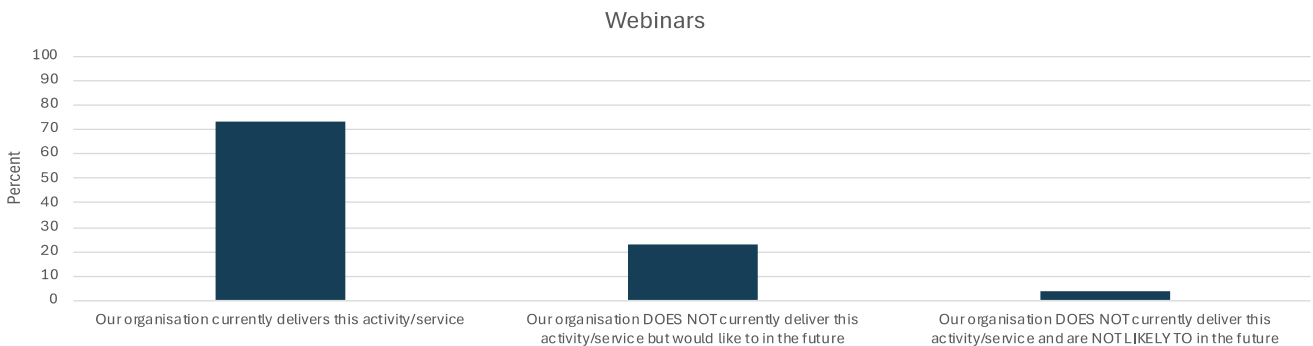 Webinars
100
90
80
70
60
50
40
30
20
10
0
Percent
Our organisation currently delivers this activity/service
Our organisation DOES NOT currently deliver this
activity/service but would like to in the future
Our organisation DOES NOT currently deliver this
activity/service and are NOT LIKELY TO in the future